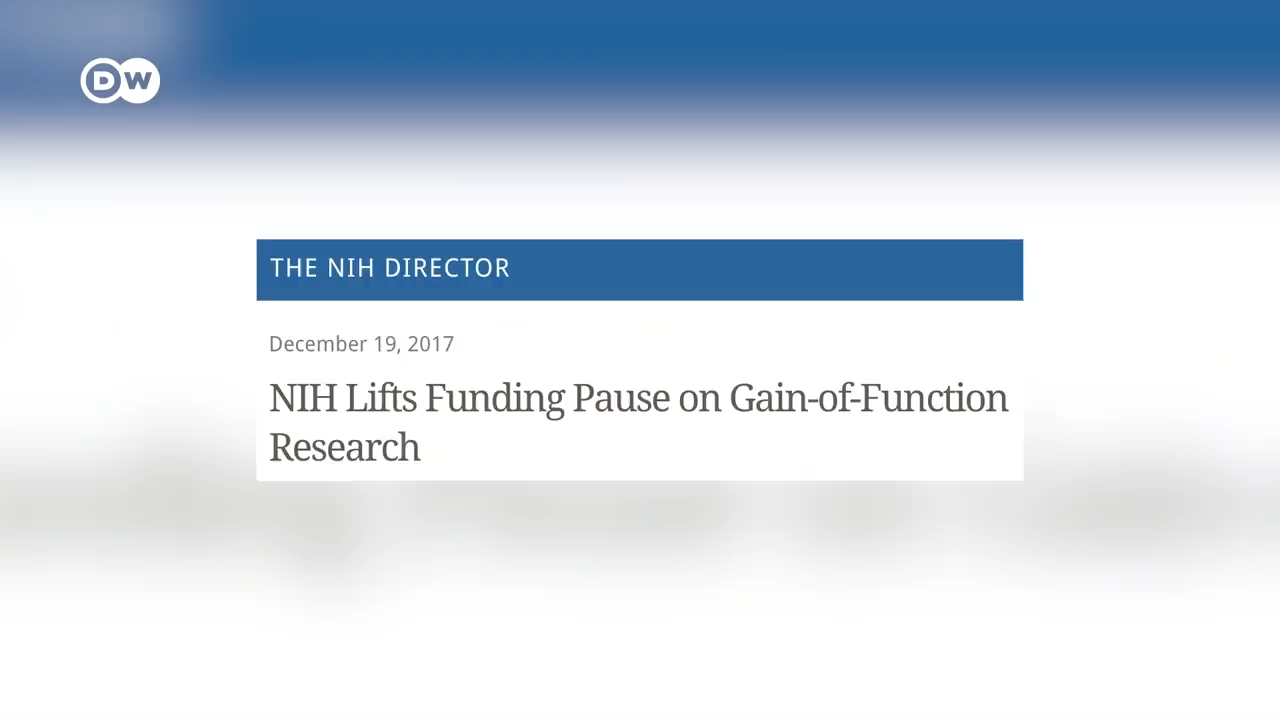 DW
THE NIH DIRECTOR
December 19, 2017
NIH Lifts Funding Pause on Gain-of-Function
Research